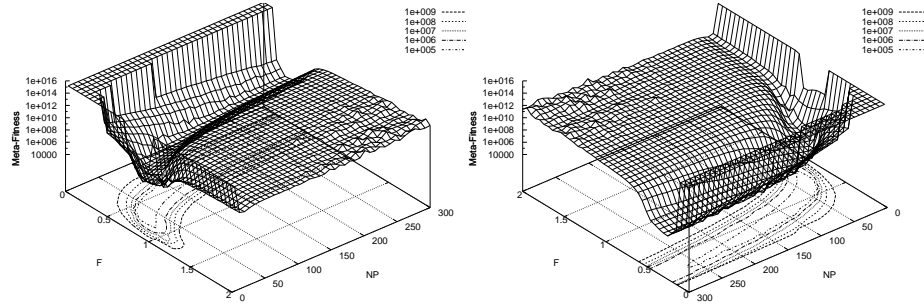 1e+009
1e+008
1e+007
1e+006
1e+005
1e+016
1e+014
1e+012
1e+010
1e+008
1e+006
10000
Meta-Fitness
0
0.5
1
1.5
2
F
0
50
100
150
200
250
300
NP
1e+009
1e+008
1e+007
1e+006
1e+005
1e+016
1e+014
1e+012
1e+010
1e+008
1e+006
10000
Meta-Fitness
2
1.5
1
0.5
0
F
300
250
200
150
100
50
0
NP